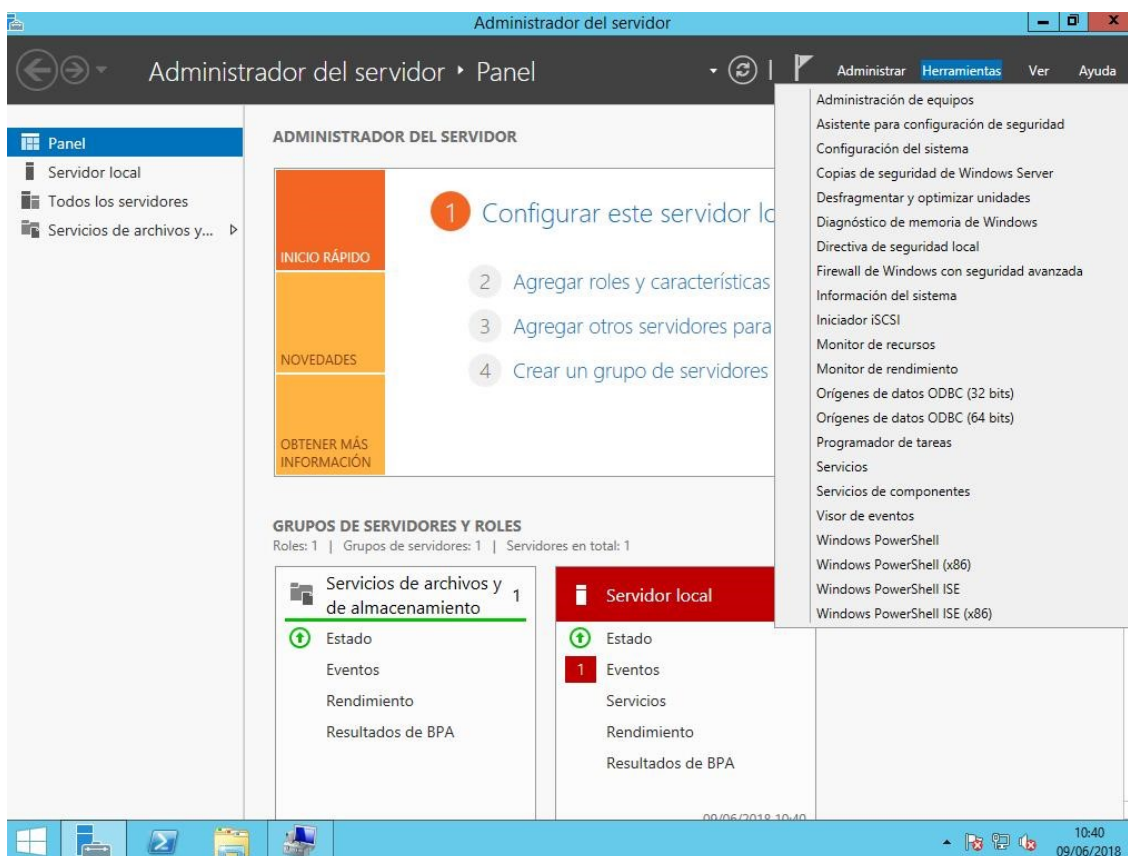 Administrador del servidor
Administrador del servidor • Panel
Administrar Herramientas Ver Ayuda
Panel
Servidor local
Todos los servidores
Servicios de archivos y...
ADMINISTRADOR DEL SERVIDOR
INICIO RÁPIDO
NOVEDADES
OBTENER MÁS
INFORMACIÓN
1 Configurar este servidor lo
2 Agregar roles y características
3 Agregar otros servidores para
4 Crear un grupo de servidores
GRUPOS DE SERVIDORES Y ROLES
Roles: 1 | Grupos de servidores: 1 | Servidores en total: 1
Servicios de archivos y
de almacenamiento
1
Estado
Eventos
Rendimiento
Resultados de BPA
Servidor local
Estado
1 Eventos
Servicios
Rendimiento
Resultados de BPA
09/06/2018 10:40
Administración de equipos
Asistente para configuración de seguridad
Configuración del sistema
Copias de seguridad de Windows Server
Desfragmentar y optimizar unidades
Diagnóstico de memoria de Windows
Directiva de seguridad local
Firewall de Windows con seguridad avanzada
Información del sistema
Iniciador iSCSI
Monitor de recursos
Monitor de rendimiento
Orígenes de datos ODBC (32 bits)
Orígenes de datos ODBC (64 bits)
Programador de tareas
Servicios
Servicios de componentes
Visor de eventos
Windows PowerShell
Windows PowerShell (x86)
Windows PowerShell ISE
Windows PowerShell ISE (x86)
10:40
09/06/2018